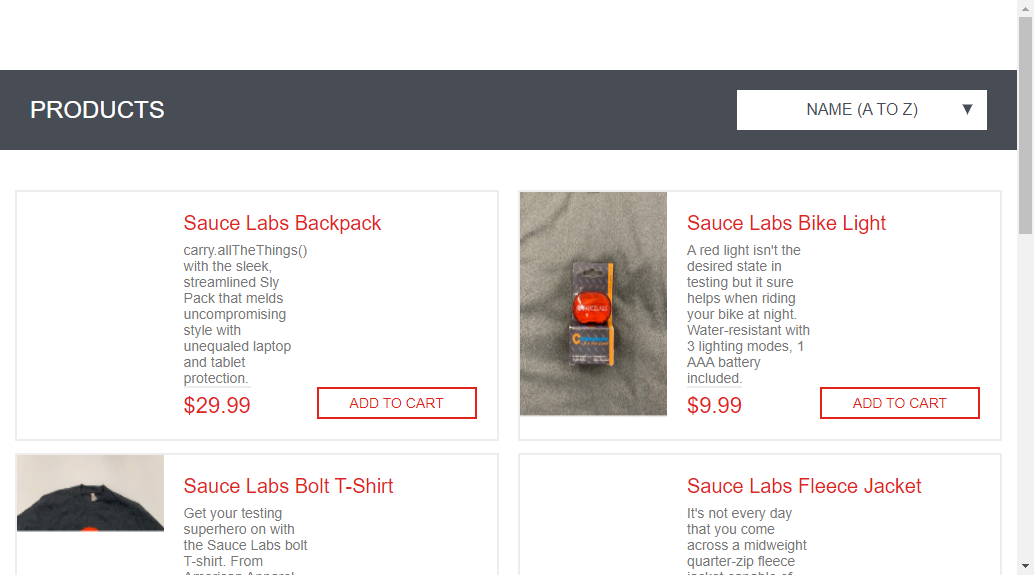 PRODUCTS
NAME (A TO Z)
Sauce Labs Backpack
carry.allTheThings()
with the sleek,
streamlined Sly
Pack that melds
uncompromising
style with
unequaled laptop
and tablet
protection.
$29.99
ADD TO CART
Sauce Labs Bike Light
A red light isn't the
desired state in
testing but it sure
helps when riding
your bike at night.
Water-resistant with
3 lighting modes, 1
AAA battery
included.
$9.99
ADD TO CART
Sauce Labs Bolt T-Shirt
Get your testing
superhero on with
the Sauce Labs bolt
T-shirt. From
American Apparel
Sauce Labs Fleece Jacket
It's not every day
that you come
across a midweight
quarter-zip fleece
jacket capable of